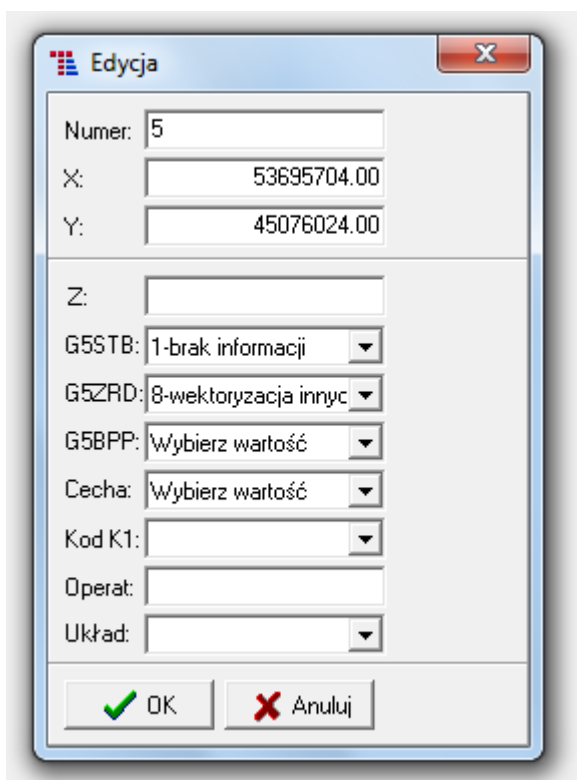 Edycja
Numer: 5
X: 53695704.00
Y: 45076024.00
Z:
G5STB: 1-brak informacji
G5ZRD: 8-wektoryzacja innyc
G5BPP: Wybierz wartość
Cecha: Wybierz wartość
Kod K1:
Operat:
Układ:
OK Anuluj